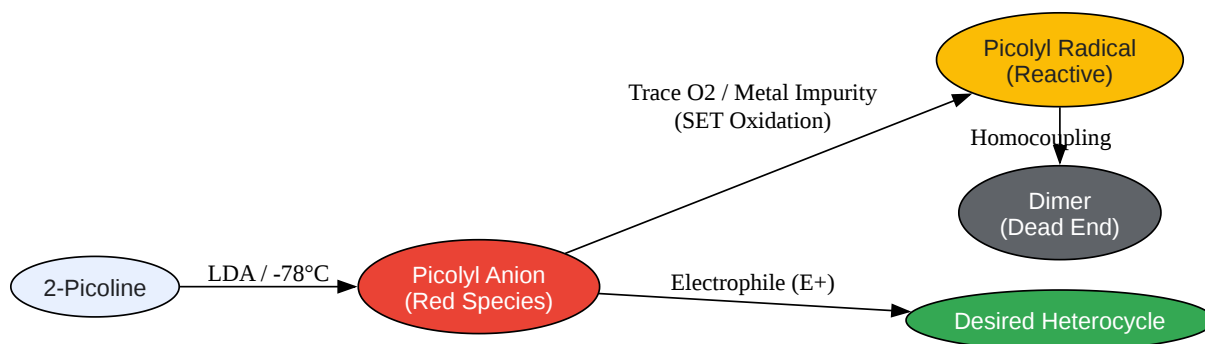 Picolyl Radical
(Reactive)
Trace O2 / Metal Impurity
(SET Oxidation)
Homocoupling
Dimer
(Dead End)
2-Picoline
LDA / -78°C
Picolyl Anion
(Red Species)
Electrophile (E+)
Desired Heterocycle